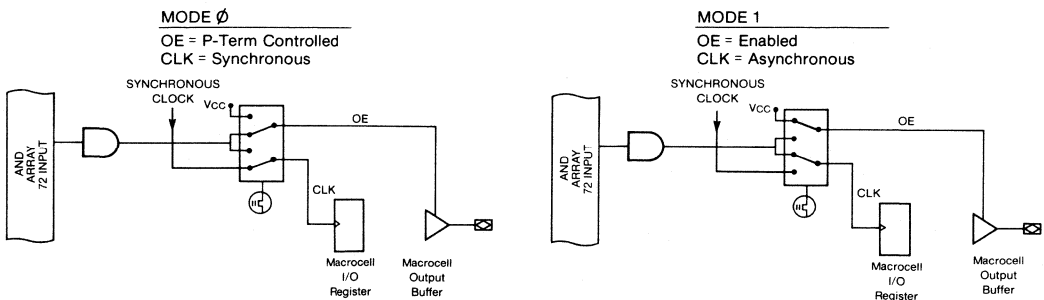 MODE Ø
OE = P-Term Controlled
CLK = Synchronous
SYNCHRONOUS
CLOCK
VCC
OE
AND
ARRAY
72 INPUT
CLK
Macrocell
I/O
Register
Macrocell
Output
Buffer
MODE 1
OE = Enabled
CLK = Asynchronous
SYNCHRONOUS
CLOCK
VCC
OE
AND
ARRAY
72 INPUT
CLK
Macrocell
I/O
Register
Macrocell
Output
Buffer